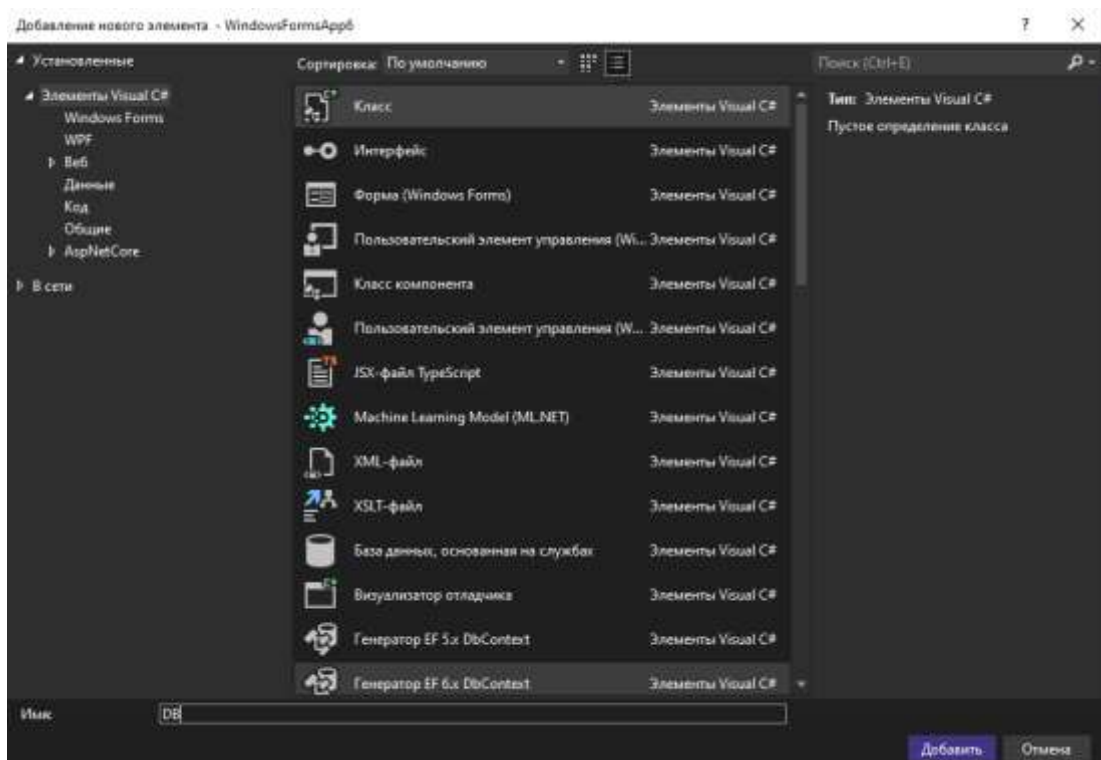 Добавление нового элемента - WindowsFormsApp6
? ×
Установленные
Сортировка: По умолчанию
Поиск (Ctrl+E)
Элементы Visual C#
Windows Forms
WPF
Веб
Данные
Код
Общие
AspNetCore
В сети
Класс Элементы Visual C#
Интерфейс Элементы Visual C#
Форма (Windows Forms) Элементы Visual C#
Пользовательский элемент управления (Wi... Элементы Visual C#
Класс компонента Элементы Visual C#
Пользовательский элемент управления (W... Элементы Visual C#
JSX-файл TypeScript Элементы Visual C#
Machine Learning Model (ML.NET) Элементы Visual C#
XML-файл Элементы Visual C#
XSLT-файл Элементы Visual C#
База данных, основанная на службах Элементы Visual C#
Визуализатор отладчика Элементы Visual C#
Генератор EF 5.x DbContext Элементы Visual C#
Генератор EF 6.x DbContext Элементы Visual C#
Тип: Элементы Visual C#
Пустое определение класса
Имя: DB
Добавить Отмена